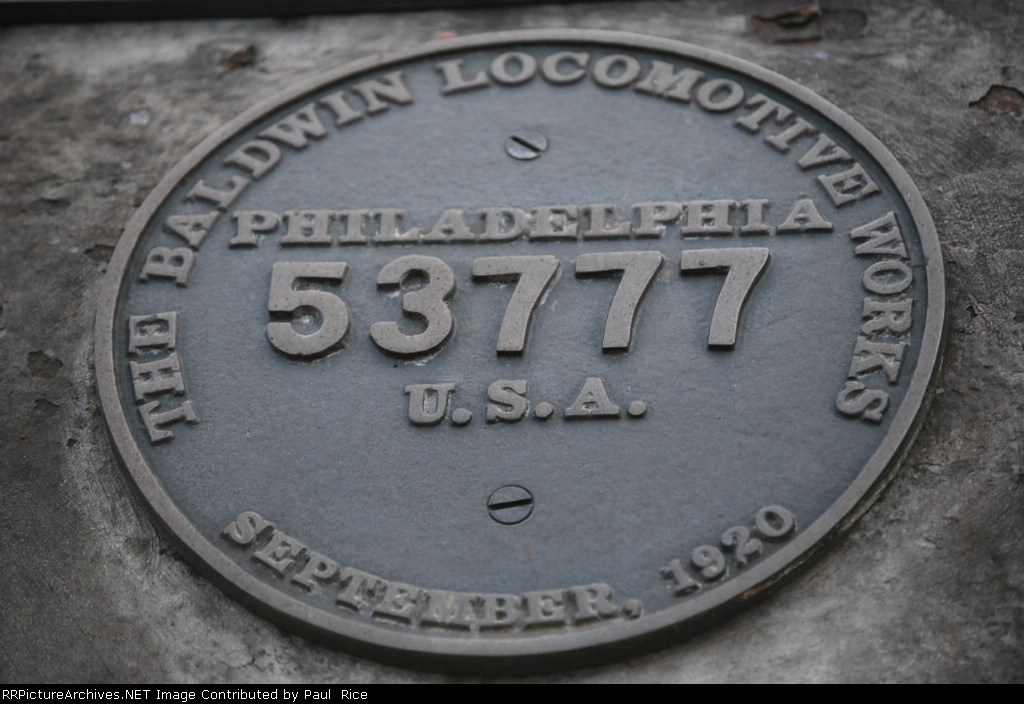 THE BALDWIN LOCOMOTIVE WORKS
PHILADELPHIA
53777
U.S.A.
SEPTEMBER, 1920
RRPictureArchives.NET Image Contributed by Paul Rice